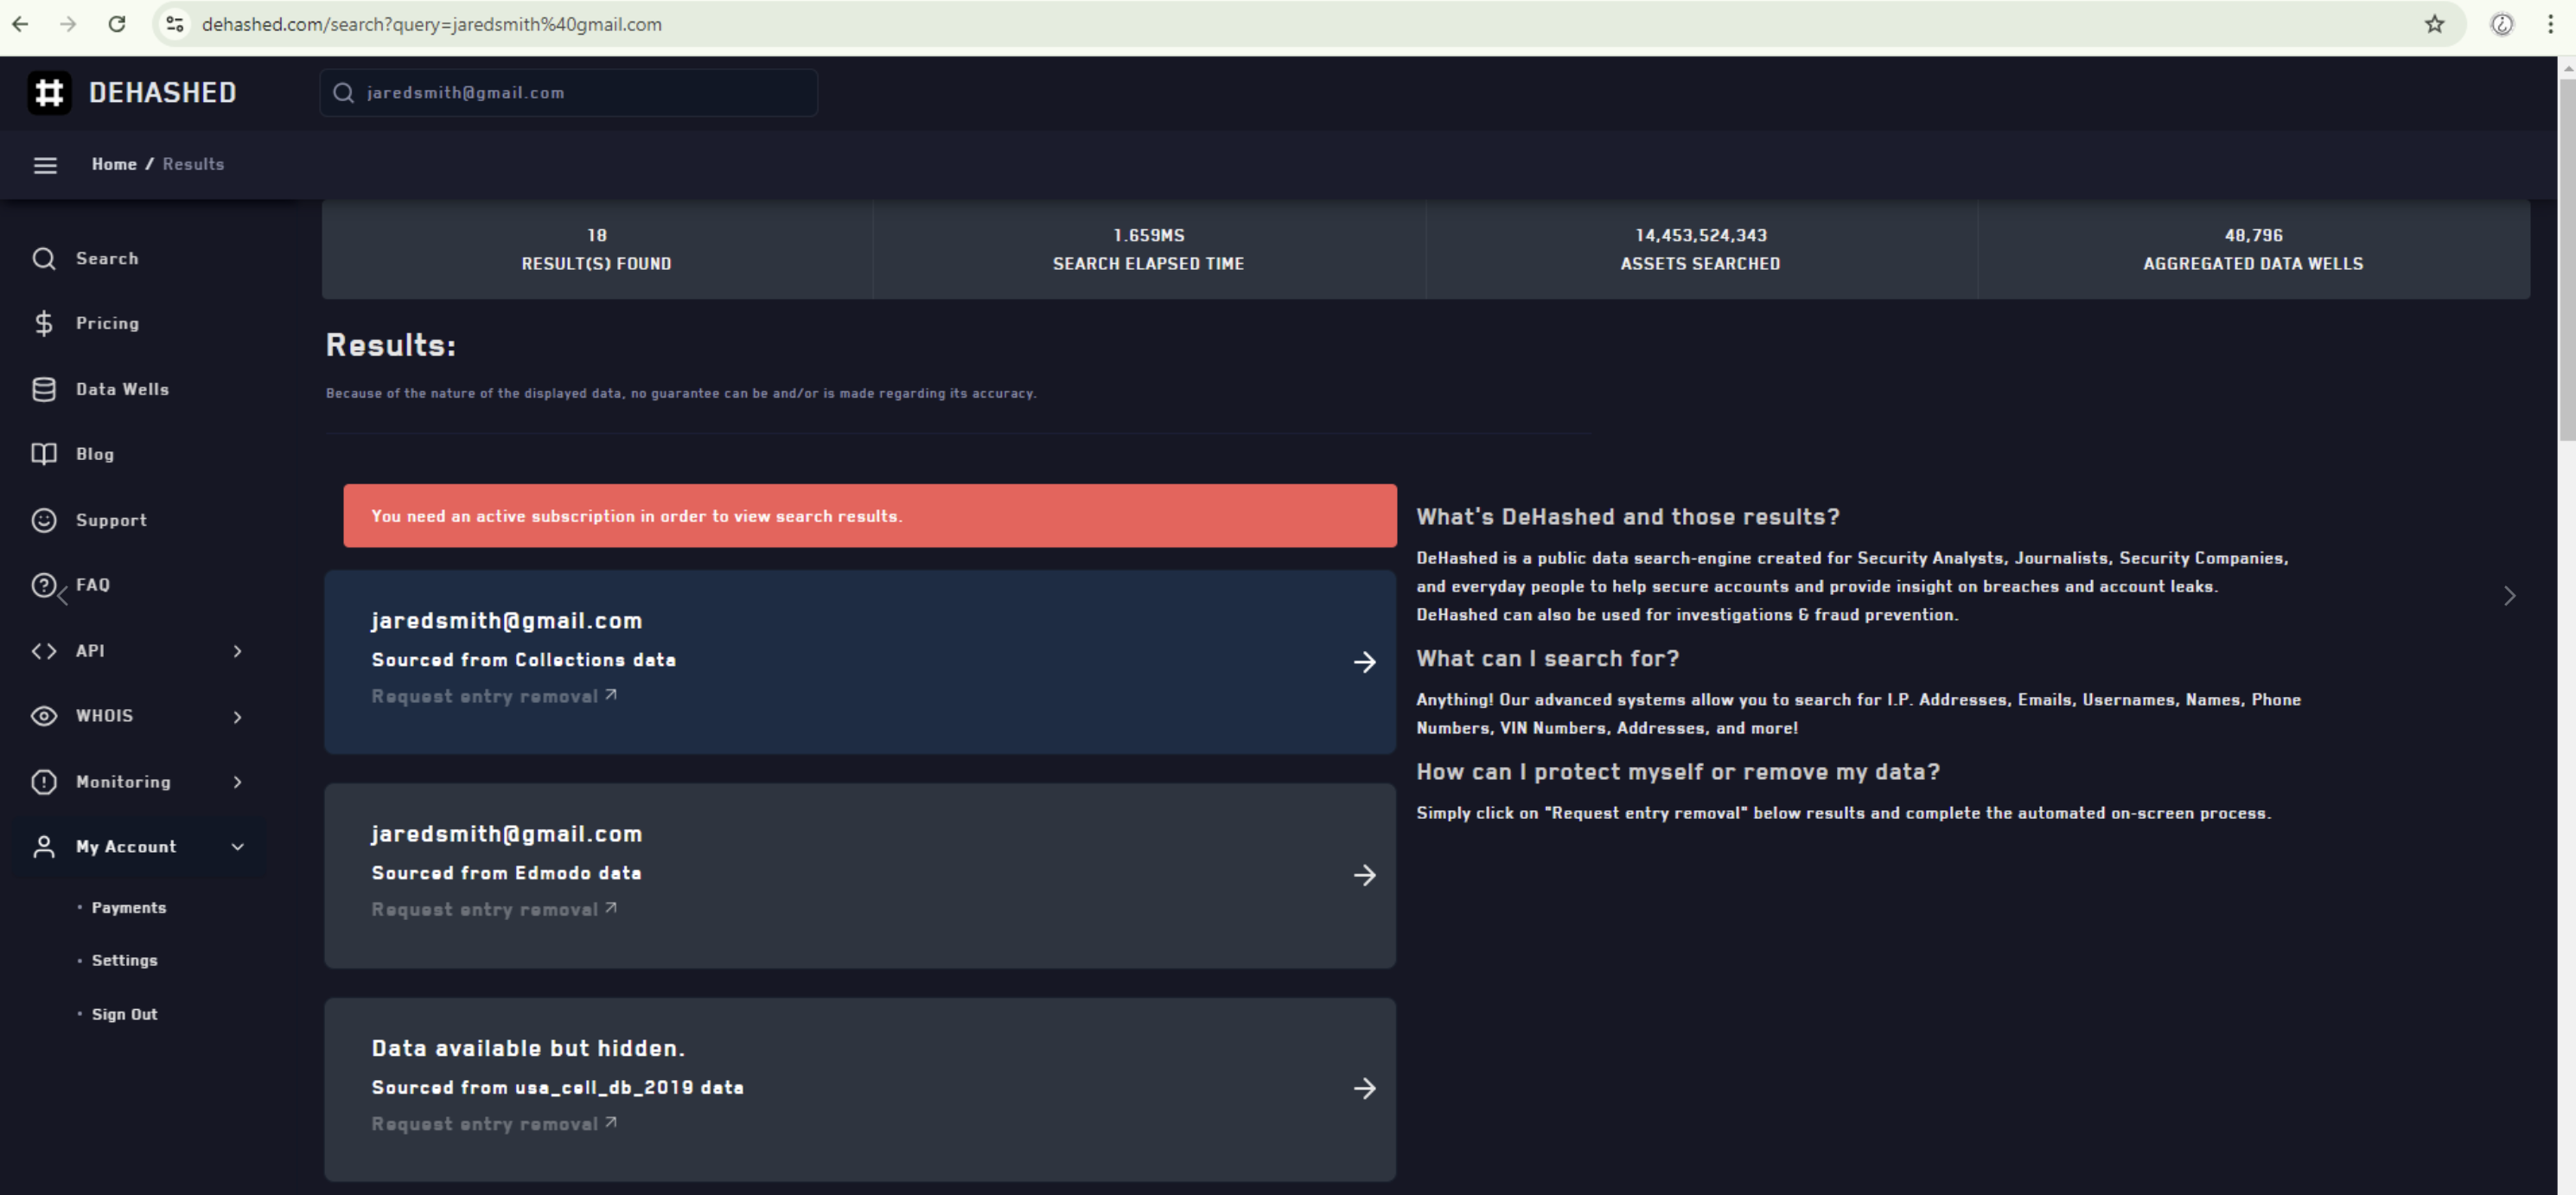 dehashed.com/search?query=jaredsmith%40gmail.com
DEHASHED
jaredsmith@gmail.com
Home / Results
Search
Pricing
Data Wells
Blog
Support
FAQ
API
WHOIS
Monitoring
My Account
Payments
Settings
Sign Out
18
RESULT(S) FOUND
1.659MS
SEARCH ELAPSED TIME
14,453,524,343
ASSETS SEARCHED
48,796
AGGREGATED DATA WELLS
Results:
Because of the nature of the displayed data, no guarantee can be and/or is made regarding its accuracy.
You need an active subscription in order to view search results.
jaredsmith@gmail.com
Sourced from Collections data
Request entry removal
jaredsmith@gmail.com
Sourced from Edmodo data
Request entry removal
Data available but hidden.
Sourced from usa_cell_db_2019 data
Request entry removal
What's DeHashed and those results?
DeHashed is a public data search-engine created for Security Analysts, Journalists, Security Companies,
and everyday people to help secure accounts and provide insight on breaches and account leaks.
DeHashed can also be used for investigations & fraud prevention.
What can I search for?
Anything! Our advanced systems allow you to search for I.P. Addresses, Emails, Usernames, Names, Phone
Numbers, VIN Numbers, Addresses, and more!
How can I protect myself or remove my data?
Simply click on "Request entry removal" below results and complete the automated on-screen process.